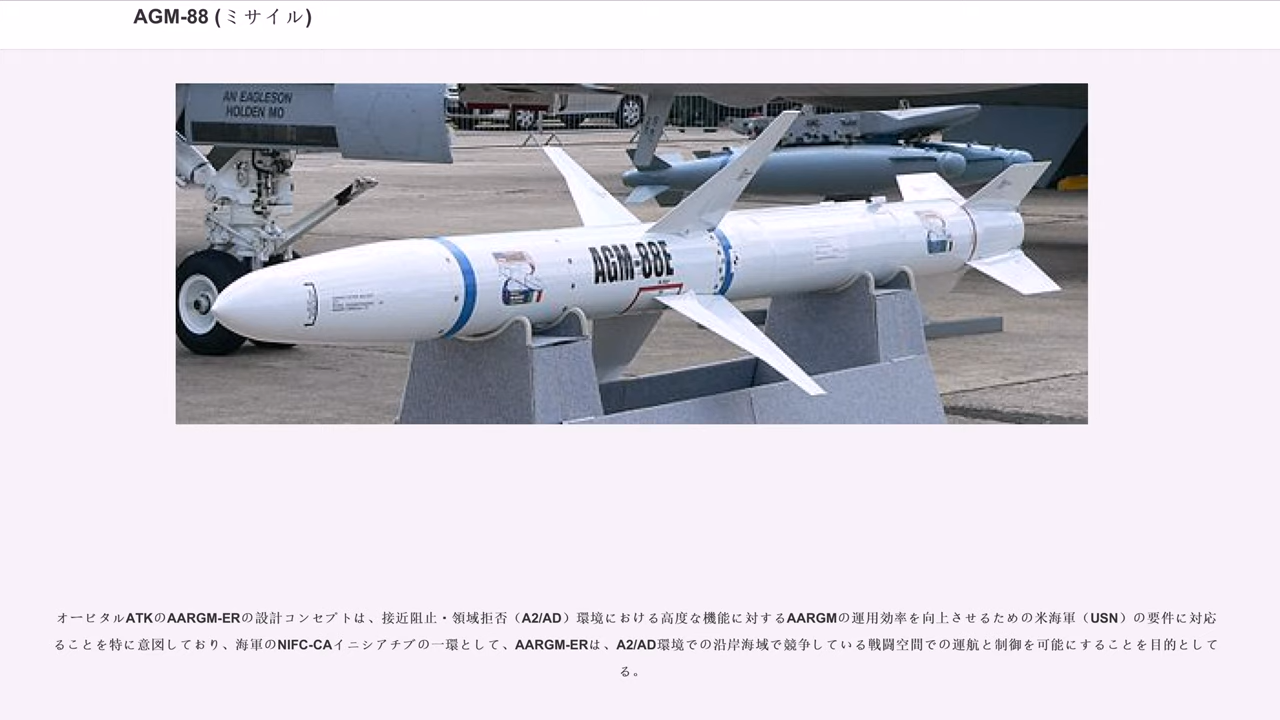 AGM-88 (ミサイル)
AN EAGLESON
HOLDEN MO
AGM-88E
オービタルATKのAARGM-ERの設計コンセプトは、接近阻止・領域拒否（A2/AD）環境における高度な機能に対するAARGMの運用効率を向上させるための米海軍（USN）の要件に対応
ることを特に意図しており、海軍のNIFC-CAイニシアチブの一環として、AARGM-ERは、A2/AD環境での沿岸海域で競争している戦闘空間での運航と制御を可能にすることを目的として
る。